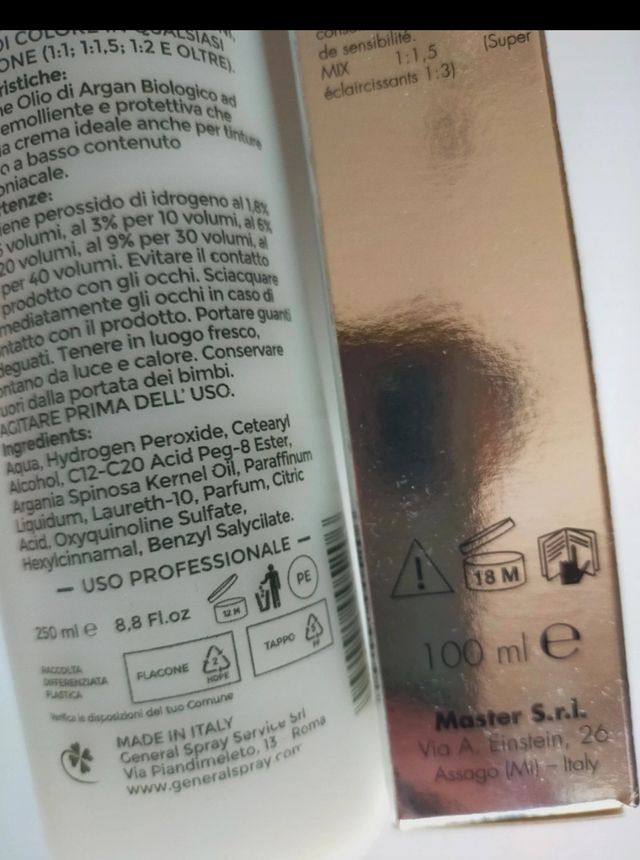 DI COLORE IN QUALSIASI
ONE (1:1; 1:1,5; 1:2 E OLTRE).
ristiche:
ne Olio di Argan Biologico ad
emolliente e protettiva che
a crema ideale anche per tinture
o a basso contenuto
oniacale.
rtenze:
iene perossido di idrogeno al 1,8%
5 volumi, al 3% per 10 volumi, al 6%
20 volumi, al 9% per 30 volumi, al
per 40 volumi. Evitare il contatto
prodotto con gli occhi. Sciacquare
mediatamente gli occhi in caso di
ntatto con il prodotto. Portare guanti
deguati. Tenere in luogo fresco,
ontano da luce e calore. Conservare
uori dalla portata dei bimbi.
AGITARE PRIMA DELL' USO.
Ingredients:
Aqua, Hydrogen Peroxide, Cetearyl
Alcohol, C12-C20 Acid Peg-8 Ester,
Argania Spinosa Kernel Oil, Paraffinum
Liquidum, Laureth-10, Parfum, Citric
Acid, Oxyquinoline Sulfate,
Hexylcinnamal, Benzyl Salycilate.
— USO PROFESSIONALE —
250 ml e 8,8 Fl.oz
12 M
PE
RACCOLTA
DIFFERENZIATA
PLASTICA
FLACONE
2
HDPE
TAPPO
5
PP
Verifica le disposizioni del tuo Comune
MADE IN ITALY
General Spray Service Srl
Via Piandimeleto, 13 - Roma
www.generalspray.com
de sensibilité.
MIX 1:1,5 (Super
éclaircissants 1:3)
18 M
100 ml e
Master S.r.l.
Via A. Einstein, 26
Assago (Mi) – Italy